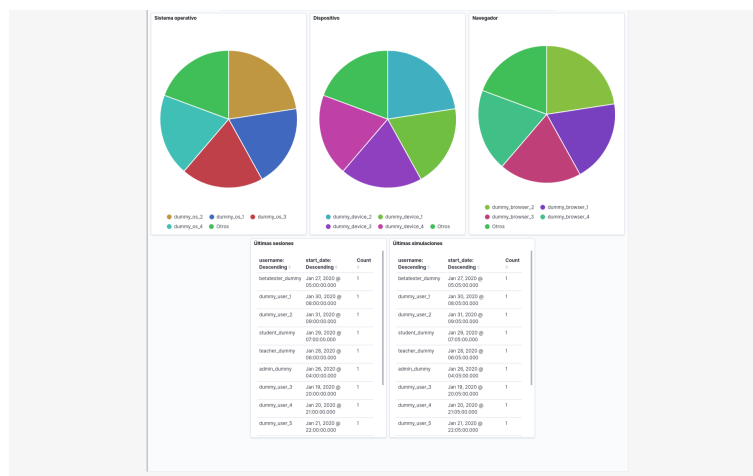 Sistema operativo
dummy_os_2 dummy_os_1 dummy_os_3
dummy_os_4 Otros
Dispositivo
dummy_device_2 dummy_device_1
dummy_device_3 dummy_device_4 Otros
Navegador
dummy_browser_2 dummy_browser_1
dummy_browser_3 dummy_browser_4
Otros
Últimas sesiones
username: Descending start_date: Descending Count
betatester_dummy Jan 27, 2020 @ 05:00:00.000 1
dummy_user_1 Jan 30, 2020 @ 08:00:00.000 1
dummy_user_2 Jan 31, 2020 @ 09:00:00.000 1
student_dummy Jan 29, 2020 @ 07:00:00.000 1
teacher_dummy Jan 28, 2020 @ 06:00:00.000 1
admin_dummy Jan 26, 2020 @ 04:00:00.000 1
dummy_user_3 Jan 19, 2020 @ 20:00:00.000 1
dummy_user_4 Jan 20, 2020 @ 21:00:00.000 1
dummy_user_5 Jan 21, 2020 @ 22:00:00.000 1
Últimas simulaciones
username: Descending start_date: Descending Count
betatester_dummy Jan 27, 2020 @ 05:05:00.000 1
dummy_user_1 Jan 30, 2020 @ 08:05:00.000 1
dummy_user_2 Jan 31, 2020 @ 09:05:00.000 1
student_dummy Jan 29, 2020 @ 07:05:00.000 1
teacher_dummy Jan 28, 2020 @ 06:05:00.000 1
admin_dummy Jan 26, 2020 @ 04:05:00.000 1
dummy_user_3 Jan 19, 2020 @ 20:05:00.000 1
dummy_user_4 Jan 20, 2020 @ 21:05:00.000 1
dummy_user_5 Jan 21, 2020 @ 22:05:00.000 1